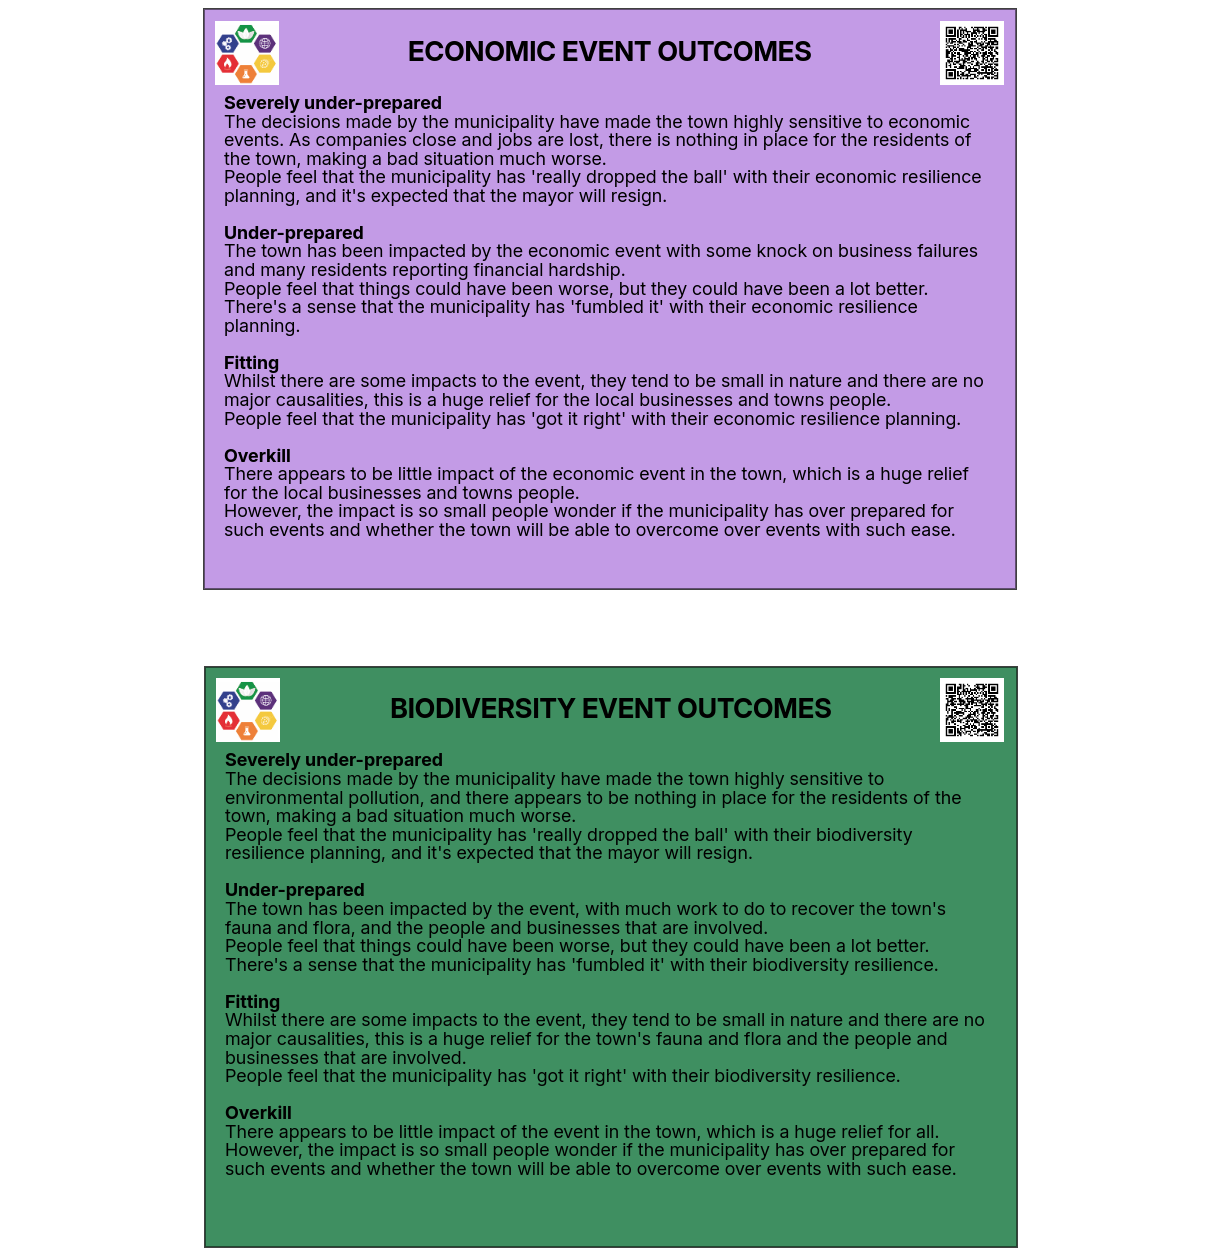 ECONOMIC EVENT OUTCOMES
Severely under-prepared
The decisions made by the municipality have made the town highly sensitive to economic
events. As companies close and jobs are lost, there is nothing in place for the residents of
the town, making a bad situation much worse.
People feel that the municipality has 'really dropped the ball' with their economic resilience
planning, and it's expected that the mayor will resign.
Under-prepared
The town has been impacted by the economic event with some knock on business failures
and many residents reporting financial hardship.
People feel that things could have been worse, but they could have been a lot better.
There's a sense that the municipality has 'fumbled it' with their economic resilience
planning.
Fitting
Whilst there are some impacts to the event, they tend to be small in nature and there are no
major causalities, this is a huge relief for the local businesses and towns people.
People feel that the municipality has 'got it right' with their economic resilience planning.
Overkill
There appears to be little impact of the economic event in the town, which is a huge relief
for the local businesses and towns people.
However, the impact is so small people wonder if the municipality has over prepared for
such events and whether the town will be able to overcome over events with such ease.
BIODIVERSITY EVENT OUTCOMES
Severely under-prepared
The decisions made by the municipality have made the town highly sensitive to
environmental pollution, and there appears to be nothing in place for the residents of the
town, making a bad situation much worse.
People feel that the municipality has 'really dropped the ball' with their biodiversity
resilience planning, and it's expected that the mayor will resign.
Under-prepared
The town has been impacted by the event, with much work to do to recover the town's
fauna and flora, and the people and businesses that are involved.
People feel that things could have been worse, but they could have been a lot better.
There's a sense that the municipality has 'fumbled it' with their biodiversity resilience.
Fitting
Whilst there are some impacts to the event, they tend to be small in nature and there are no
major causalities, this is a huge relief for the town's fauna and flora and the people and
businesses that are involved.
People feel that the municipality has 'got it right' with their biodiversity resilience.
Overkill
There appears to be little impact of the event in the town, which is a huge relief for all.
However, the impact is so small people wonder if the municipality has over prepared for
such events and whether the town will be able to overcome over events with such ease.